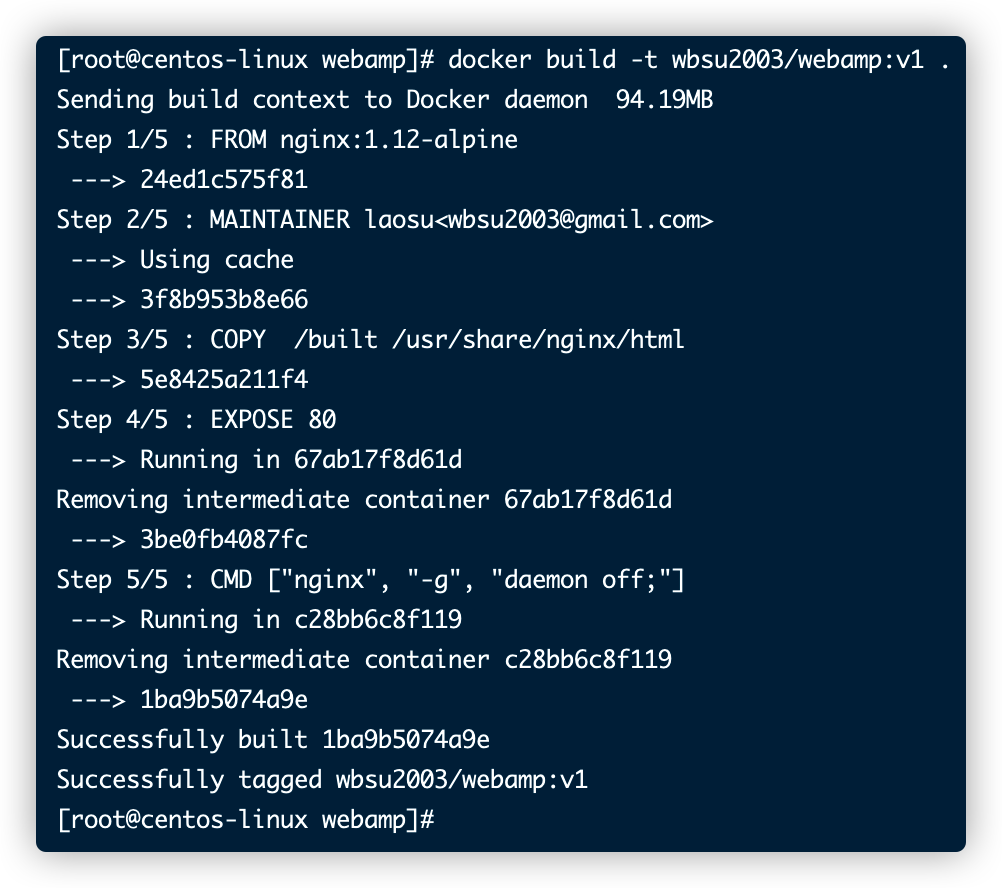 [root@centos-linux webamp]# docker build -t wbsu2003/webamp:v1 .
Sending build context to Docker daemon  94.19MB
Step 1/5 : FROM nginx:1.12-alpine
 ---> 24ed1c575f81
Step 2/5 : MAINTAINER laosu<wbsu2003@gmail.com>
 ---> Using cache
 ---> 3f8b953b8e66
Step 3/5 : COPY  /built /usr/share/nginx/html
 ---> 5e8425a211f4
Step 4/5 : EXPOSE 80
 ---> Running in 67ab17f8d61d
Removing intermediate container 67ab17f8d61d
 ---> 3be0fb4087fc
Step 5/5 : CMD ["nginx", "-g", "daemon off;"]
 ---> Running in c28bb6c8f119
Removing intermediate container c28bb6c8f119
 ---> 1ba9b5074a9e
Successfully built 1ba9b5074a9e
Successfully tagged wbsu2003/webamp:v1
[root@centos-linux webamp]#